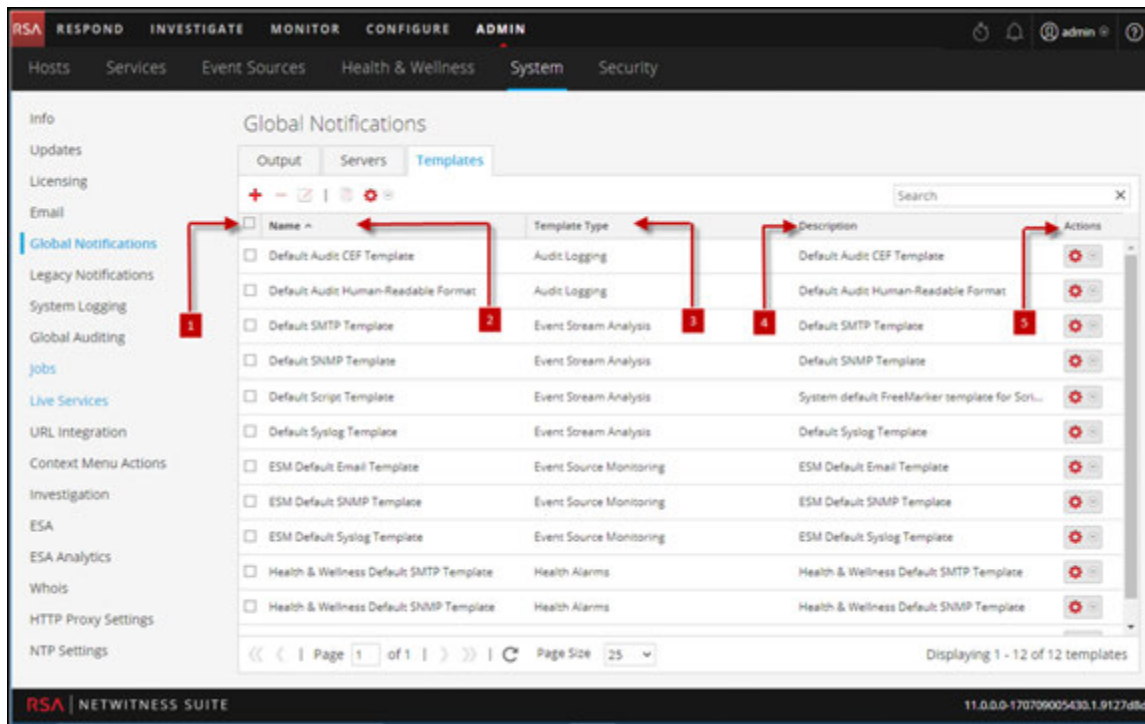 RSA RESPOND INVESTIGATE MONITOR CONFIGURE ADMIN admin
Hosts Services Event Sources Health & Wellness System Security
Info
Updates
Licensing
Email
Global Notifications
Legacy Notifications
System Logging
Global Auditing
Jobs
Live Services
URL Integration
Context Menu Actions
Investigation
ESA
ESA Analytics
Whois
HTTP Proxy Settings
NTP Settings
Global Notifications
Output Servers Templates
Search
Name Template Type Description Actions
Default Audit CEF Template Audit Logging Default Audit CEF Template
Default Audit Human-Readable Format Audit Logging Default Audit Human-Readable Format
1 2 3 4 5
Default SMTP Template Event Stream Analysis Default SMTP Template
Default SNMP Template Event Stream Analysis Default SNMP Template
Default Script Template Event Stream Analysis System default FreeMarker template for Scri...
Default Syslog Template Event Stream Analysis Default Syslog Template
ESM Default Email Template Event Source Monitoring ESM Default Email Template
ESM Default SNMP Template Event Source Monitoring ESM Default SNMP Template
ESM Default Syslog Template Event Source Monitoring ESM Default Syslog Template
Health & Wellness Default SMTP Template Health Alarms Health & Wellness Default SMTP Template
Health & Wellness Default SNMP Template Health Alarms Health & Wellness Default SNMP Template
Page 1 of 1 Page Size 25 Displaying 1 - 12 of 12 templates
RSA NETWITNESS SUITE